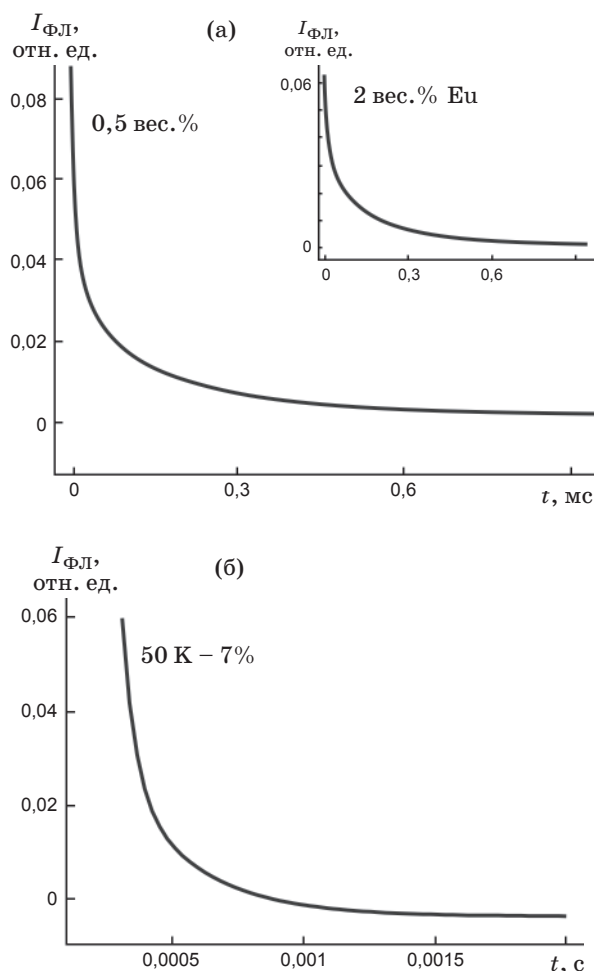 I_ФЛ,
отн. ед.
(а)
0,08
0,06
0,04
0,02
0
0
0,3
0,6
t, мс
0,5 вес.%
I_ФЛ,
отн. ед.
0,06
0
0
0,3
0,6
2 вес.% Eu
I_ФЛ,
отн. ед.
(б)
0,06
0,04
0,02
0
0,0005
0,001
0,0015
t, с
50 К – 7%